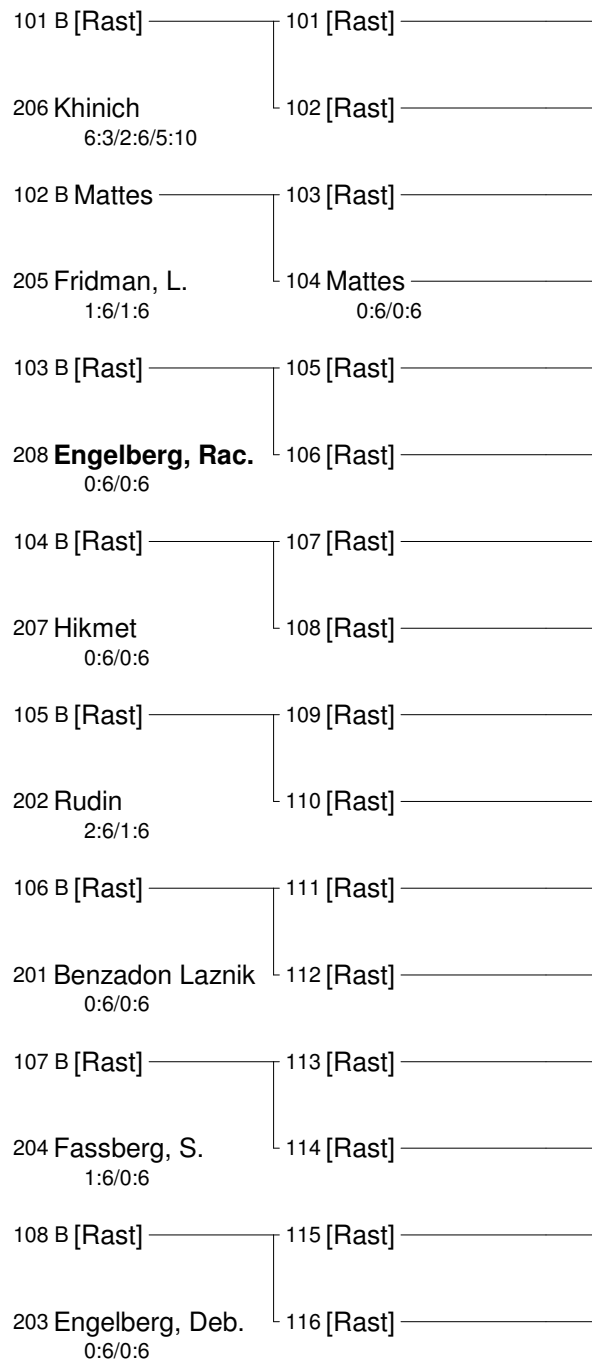 101 B [Rast] 101 [Rast]
206 Khinich 102 [Rast]
6:3/2:6/5:10
102 B Mattes 103 [Rast]
205 Fridman, L. 104 Mattes
1:6/1:6 0:6/0:6
103 B [Rast] 105 [Rast]
208 Engelberg, Rac. 106 [Rast]
0:6/0:6
104 B [Rast] 107 [Rast]
207 Hikmet 108 [Rast]
0:6/0:6
105 B [Rast] 109 [Rast]
202 Rudin 110 [Rast]
2:6/1:6
106 B [Rast] 111 [Rast]
201 Benzadon Laznik 112 [Rast]
0:6/0:6
107 B [Rast] 113 [Rast]
204 Fassberg, S. 114 [Rast]
1:6/0:6
108 B [Rast] 115 [Rast]
203 Engelberg, Deb. 116 [Rast]
0:6/0:6